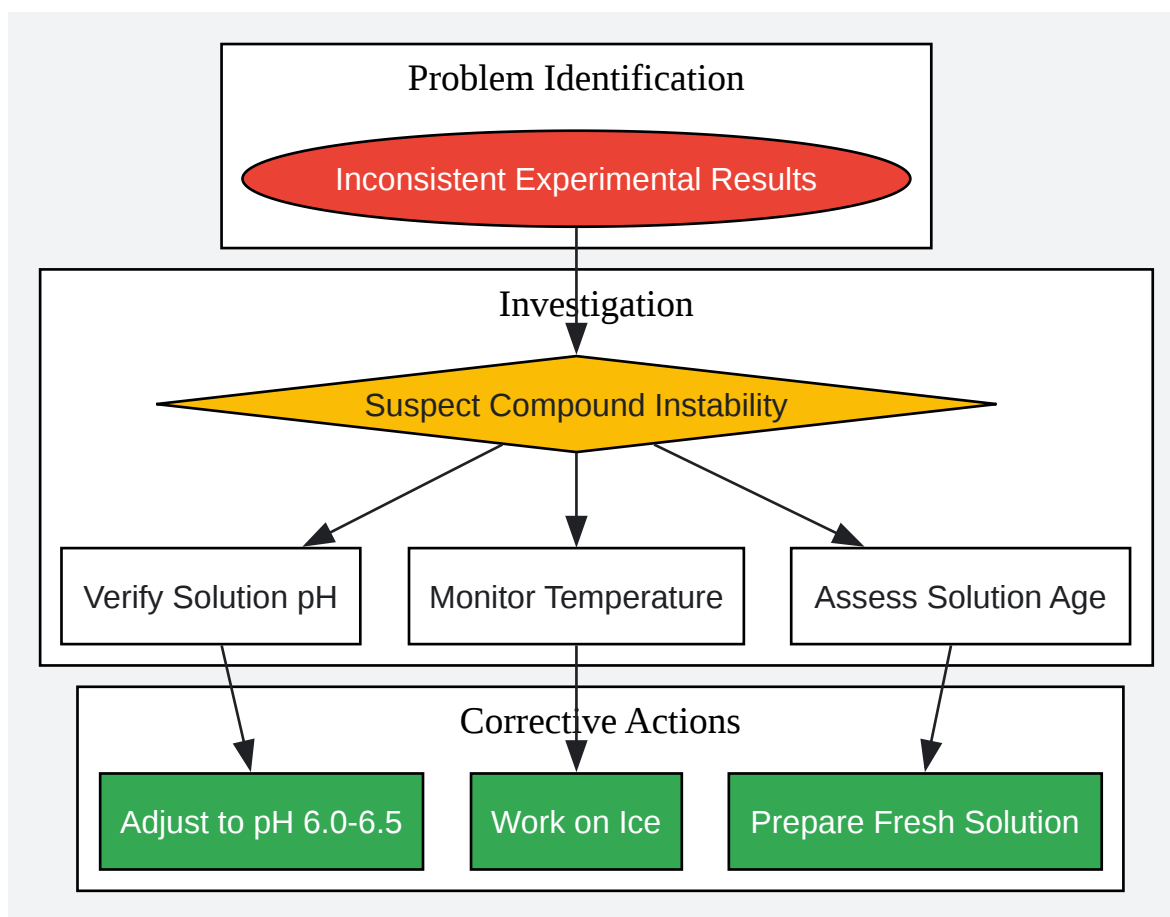 Problem Identification
Inconsistent Experimental Results
Investigation
Suspect Compound Instability
Verify Solution pH
Monitor Temperature
Assess Solution Age
Corrective Actions
Adjust to pH 6.0-6.5
Work on Ice
Prepare Fresh Solution